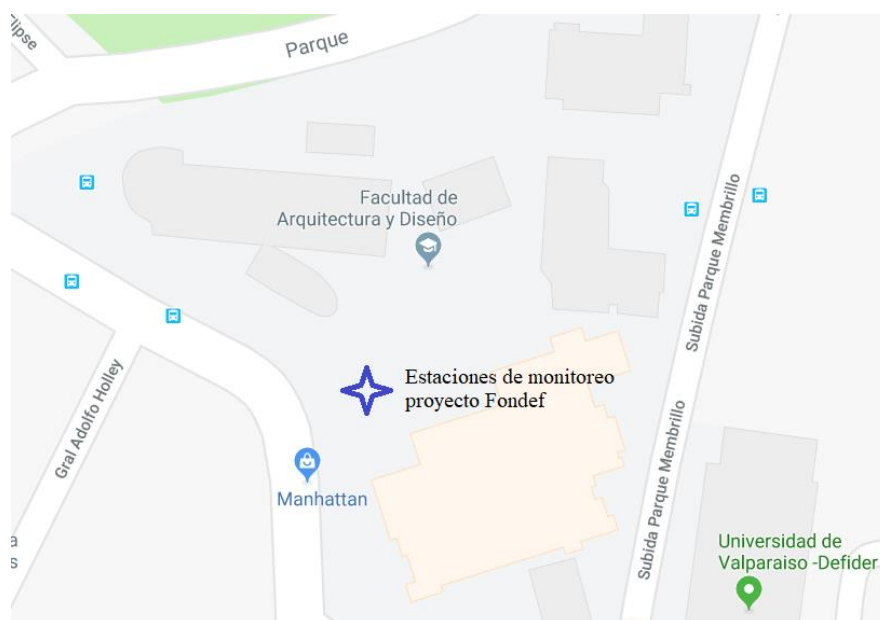 Parque
Facultad de
Arquitectura y Diseño
Subida Parque Membrillo
Estaciones de monitoreo
proyecto Fondef
Gral Adolfo Holley
Manhattan
Subida Parque Membrillo
Universidad de
Valparaiso -Defider